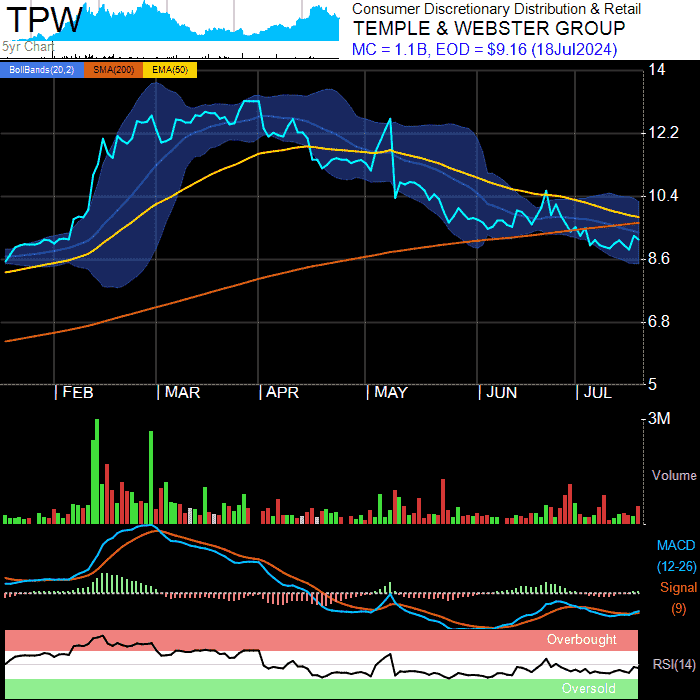 TPW
5yr Chart
Consumer Discretionary Distribution & Retail
TEMPLE & WEBSTER GROUP
MC = 1.1B, EOD = $9.16 (18Jul2024)
BollBands(20,2) SMA(200) EMA(50)
14
12.2
10.4
8.6
6.8
5
| FEB | MAR | APR | MAY | JUN | JUL
3M
Volume
MACD
(12-26)
Signal
(9)
Overbought
RSI(14)
Oversold